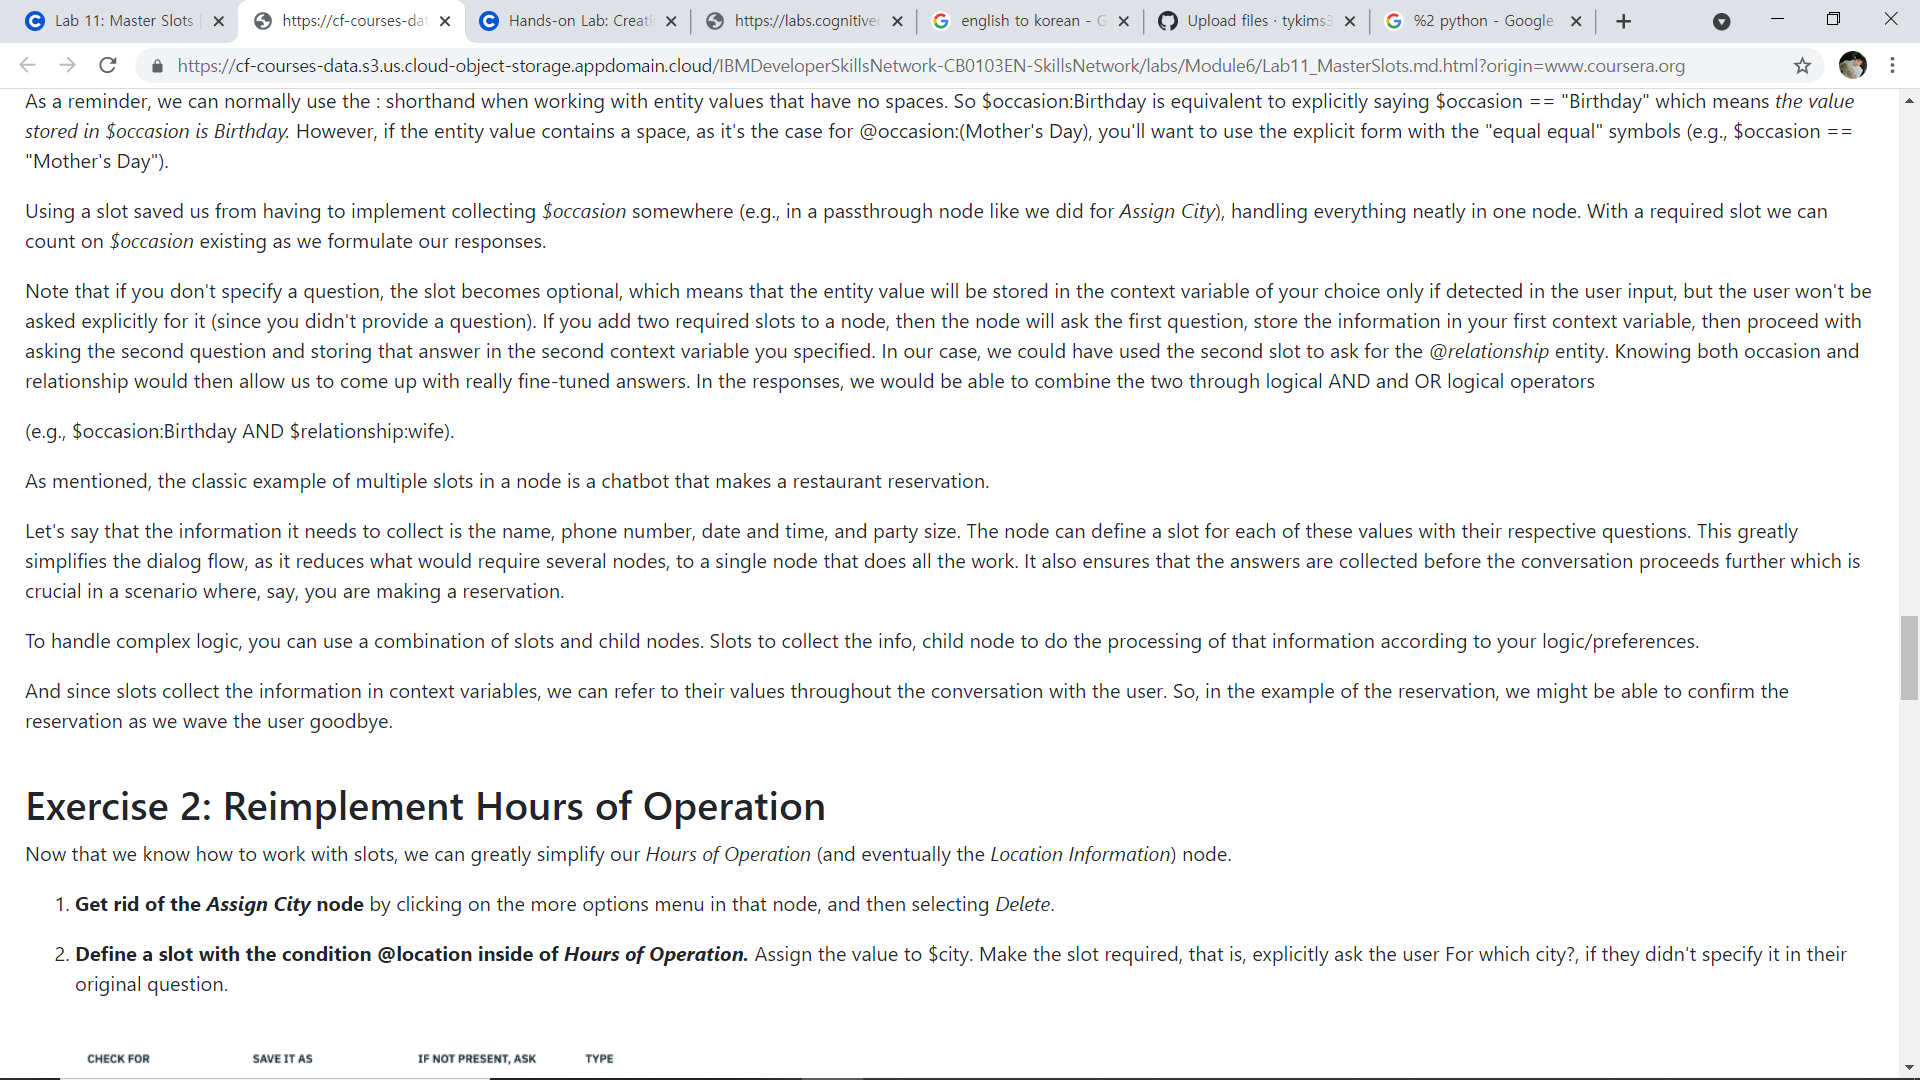 Lab 11: Master Slots
https://cf-courses-dat
Hands-on Lab: Creati
https://labs.cognitivec
english to korean - G
Upload files · tykims3
%2 python - Google
https://cf-courses-data.s3.us.cloud-object-storage.appdomain.cloud/IBMDeveloperSkillsNetwork-CB0103EN-SkillsNetwork/labs/Module6/Lab11_MasterSlots.md.html?origin=www.coursera.org
As a reminder, we can normally use the : shorthand when working with entity values that have no spaces. So $occasion:Birthday is equivalent to explicitly saying $occasion == "Birthday" which means the value
stored in $occasion is Birthday. However, if the entity value contains a space, as it's the case for @occasion:(Mother's Day), you'll want to use the explicit form with the "equal equal" symbols (e.g., $occasion ==
"Mother's Day").
Using a slot saved us from having to implement collecting $occasion somewhere (e.g., in a passthrough node like we did for Assign City), handling everything neatly in one node. With a required slot we can
count on $occasion existing as we formulate our responses.
Note that if you don't specify a question, the slot becomes optional, which means that the entity value will be stored in the context variable of your choice only if detected in the user input, but the user won't be
asked explicitly for it (since you didn't provide a question). If you add two required slots to a node, then the node will ask the first question, store the information in your first context variable, then proceed with
asking the second question and storing that answer in the second context variable you specified. In our case, we could have used the second slot to ask for the @relationship entity. Knowing both occasion and
relationship would then allow us to come up with really fine-tuned answers. In the responses, we would be able to combine the two through logical AND and OR logical operators
(e.g., $occasion:Birthday AND $relationship:wife).
As mentioned, the classic example of multiple slots in a node is a chatbot that makes a restaurant reservation.
Let's say that the information it needs to collect is the name, phone number, date and time, and party size. The node can define a slot for each of these values with their respective questions. This greatly
simplifies the dialog flow, as it reduces what would require several nodes, to a single node that does all the work. It also ensures that the answers are collected before the conversation proceeds further which is
crucial in a scenario where, say, you are making a reservation.
To handle complex logic, you can use a combination of slots and child nodes. Slots to collect the info, child node to do the processing of that information according to your logic/preferences.
And since slots collect the information in context variables, we can refer to their values throughout the conversation with the user. So, in the example of the reservation, we might be able to confirm the
reservation as we wave the user goodbye.
Exercise 2: Reimplement Hours of Operation
Now that we know how to work with slots, we can greatly simplify our Hours of Operation (and eventually the Location Information) node.
1. Get rid of the Assign City node by clicking on the more options menu in that node, and then selecting Delete.
2. Define a slot with the condition @location inside of Hours of Operation. Assign the value to $city. Make the slot required, that is, explicitly ask the user For which city?, if they didn't specify it in their
original question.
CHECK FOR SAVE IT AS IF NOT PRESENT, ASK TYPE